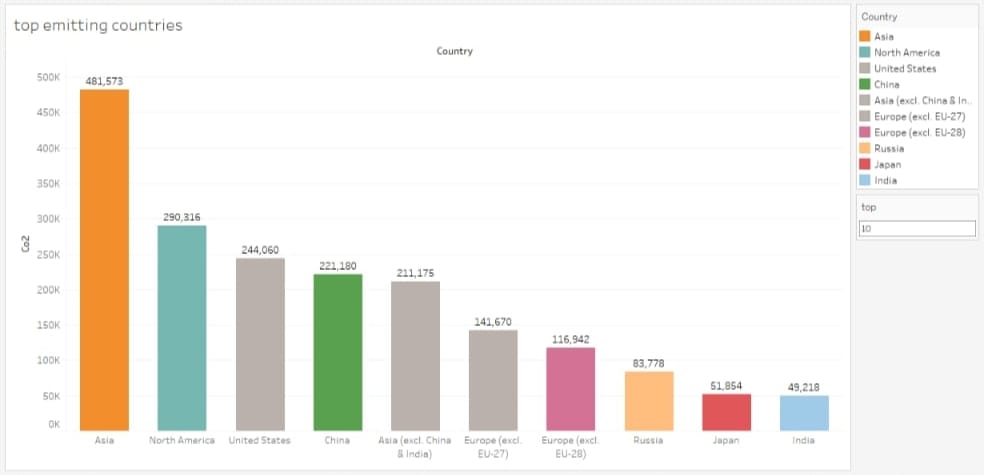 top emitting countries
Country
Co2
500K
450K
400K
350K
300K
250K
200K
150K
100K
50K
0K
481,573
290,316
244,060
221,180
211,175
141,670
116,942
83,778
51,854
49,218
Asia
North America
United States
China
Asia (excl. China
& India)
Europe (excl.
EU-27)
Europe (excl.
EU-28)
Russia
Japan
India
Country
Asia
North America
United States
China
Asia (excl. China & In..
Europe (excl. EU-27)
Europe (excl. EU-28)
Russia
Japan
India
top
10